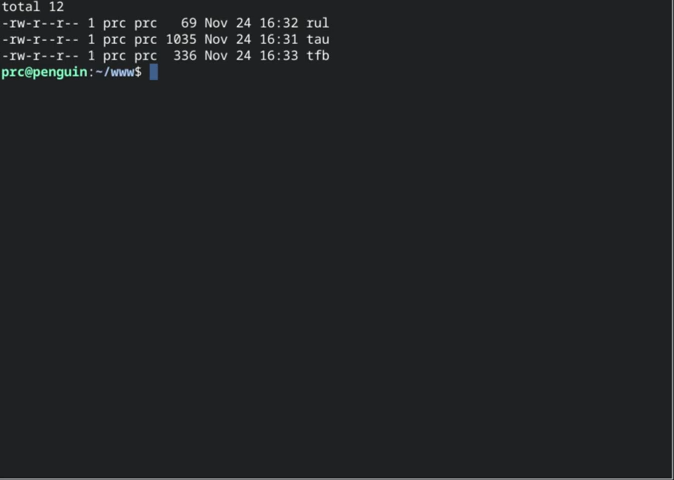 total 12
-rw-r--r-- 1 prc prc   69 Nov 24 16:32 rul
-rw-r--r-- 1 prc prc 1035 Nov 24 16:31 tau
-rw-r--r-- 1 prc prc  336 Nov 24 16:33 tfb
prc@penguin:~/www$